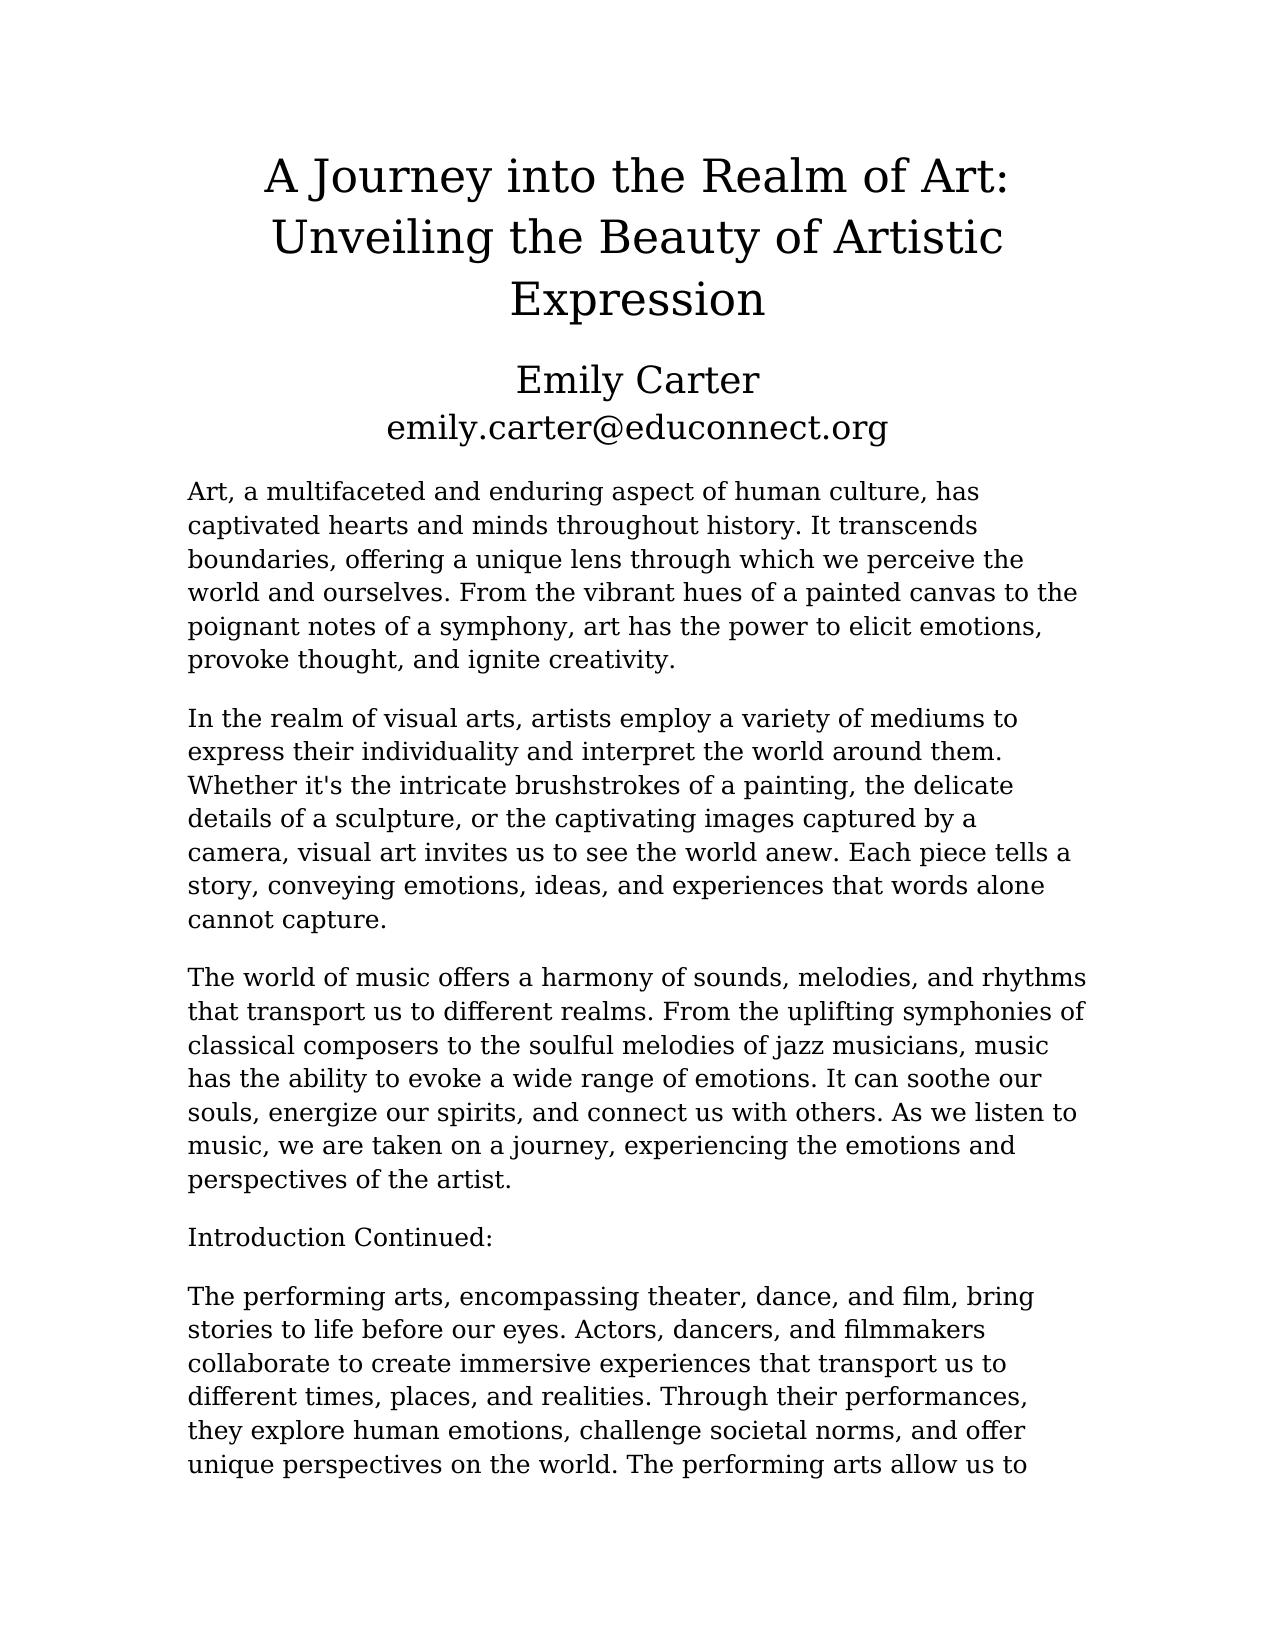 A Journey into the Realm of Art:
Unveiling the Beauty of Artistic
Expression
Emily Carter
emily.carter@educonnect.org
Art, a multifaceted and enduring aspect of human culture, has
captivated hearts and minds throughout history. It transcends
boundaries, offering a unique lens through which we perceive the
world and ourselves. From the vibrant hues of a painted canvas to the
poignant notes of a symphony, art has the power to elicit emotions,
provoke thought, and ignite creativity.
In the realm of visual arts, artists employ a variety of mediums to
express their individuality and interpret the world around them.
Whether it's the intricate brushstrokes of a painting, the delicate
details of a sculpture, or the captivating images captured by a
camera, visual art invites us to see the world anew. Each piece tells a
story, conveying emotions, ideas, and experiences that words alone
cannot capture.
The world of music offers a harmony of sounds, melodies, and rhythms
that transport us to different realms. From the uplifting symphonies of
classical composers to the soulful melodies of jazz musicians, music
has the ability to evoke a wide range of emotions. It can soothe our
souls, energize our spirits, and connect us with others. As we listen to
music, we are taken on a journey, experiencing the emotions and
perspectives of the artist.
Introduction Continued:
The performing arts, encompassing theater, dance, and film, bring
stories to life before our eyes. Actors, dancers, and filmmakers
collaborate to create immersive experiences that transport us to
different times, places, and realities. Through their performances,
they explore human emotions, challenge societal norms, and offer
unique perspectives on the world. The performing arts allow us to